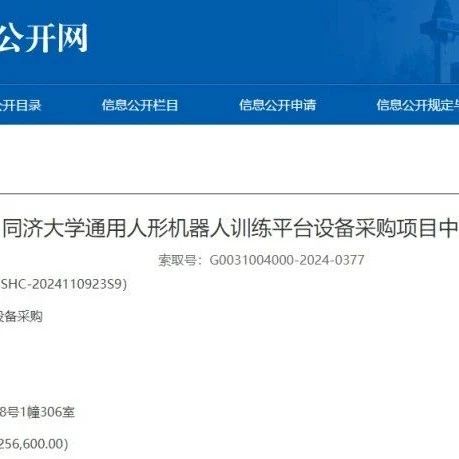 公开网
公开目录 信息公开栏目 信息公开申请 信息公开规定与
同济大学通用人形机器人训练平台设备采购项目中
索取号：G0031004000-2024-0377
SHC-2024110923S9）
设备采购
8号1幢306室
256,600.00）